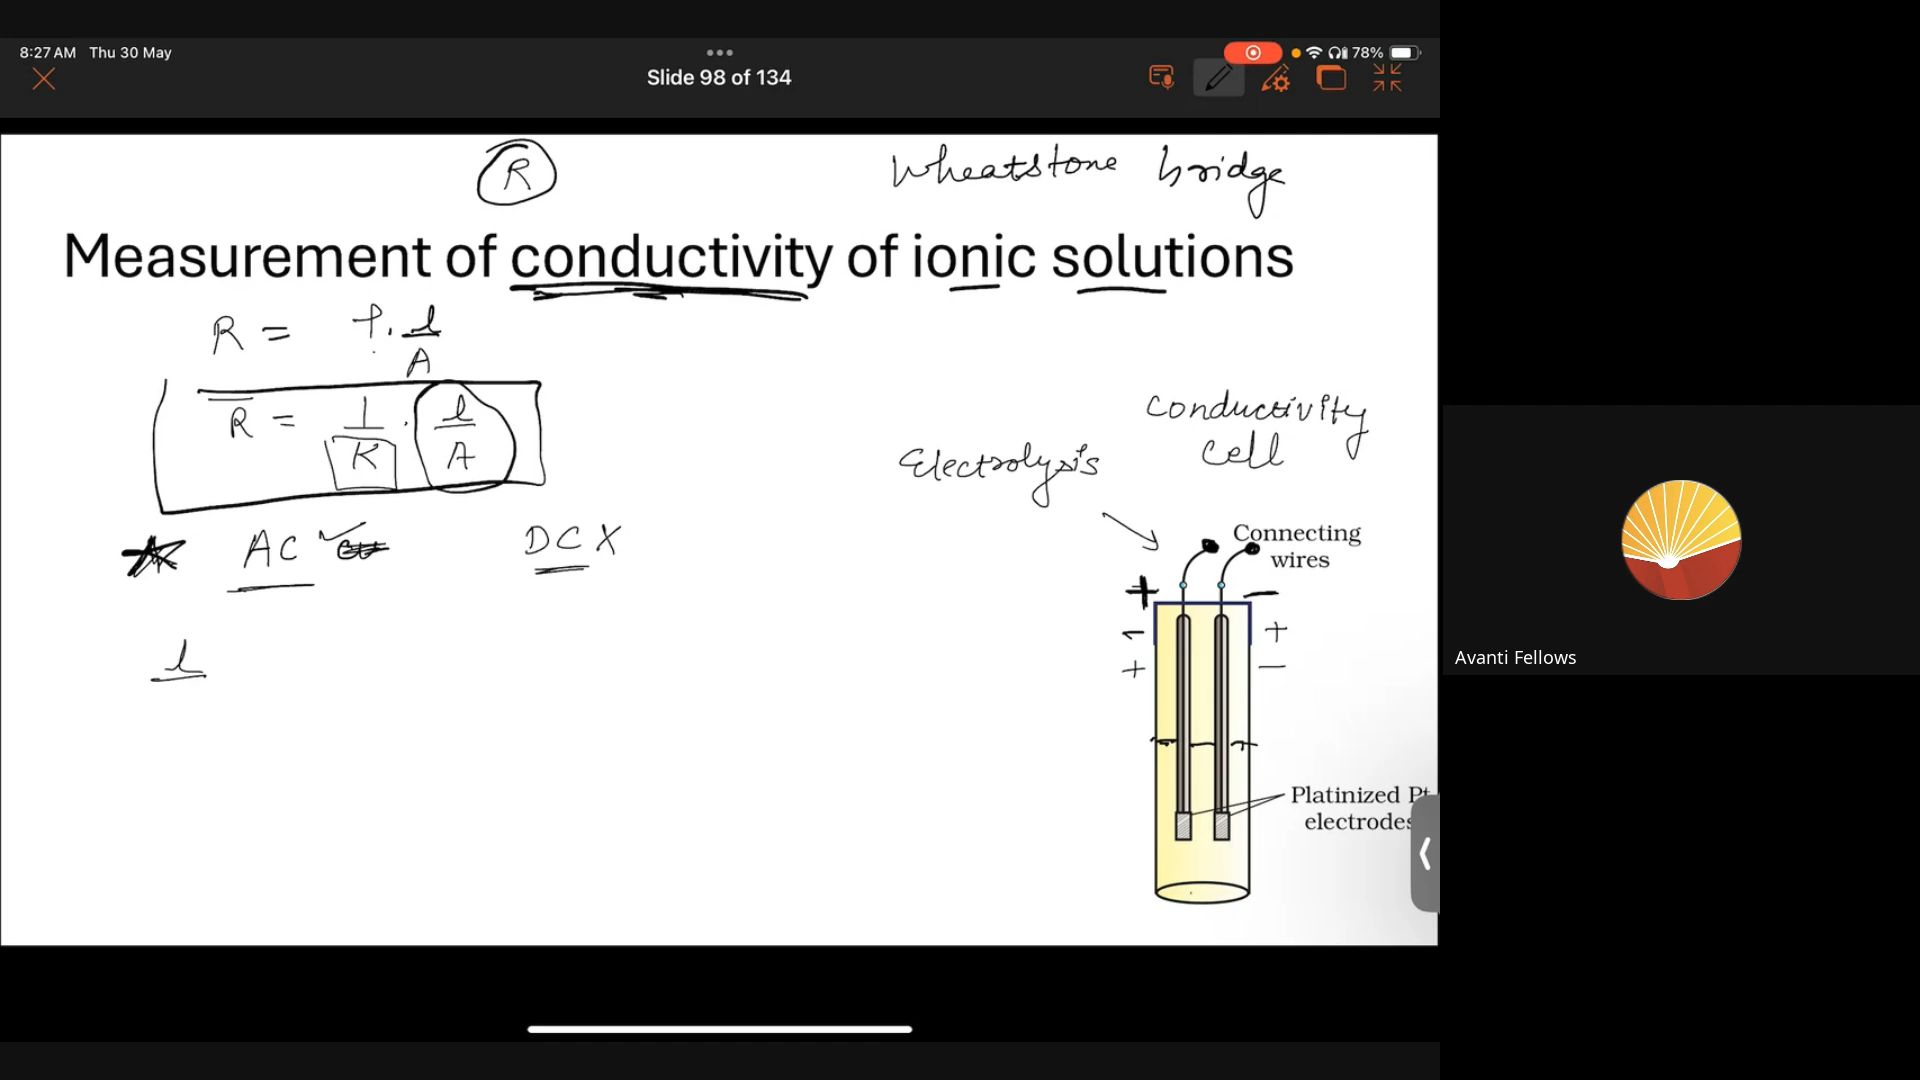 8:27 AM Thu 30 May
78%
Slide 98 of 134
R
Wheatstone bridge
Measurement of conductivity of ionic solutions
R = ρ. l
A
R = 1 . l
K A
Conductivity
cell
Electrolysis
AC ✓
DC X
Connecting
wires
+ −
− +
+ −
l
Platinized Pt
electrodes
Avanti Fellows